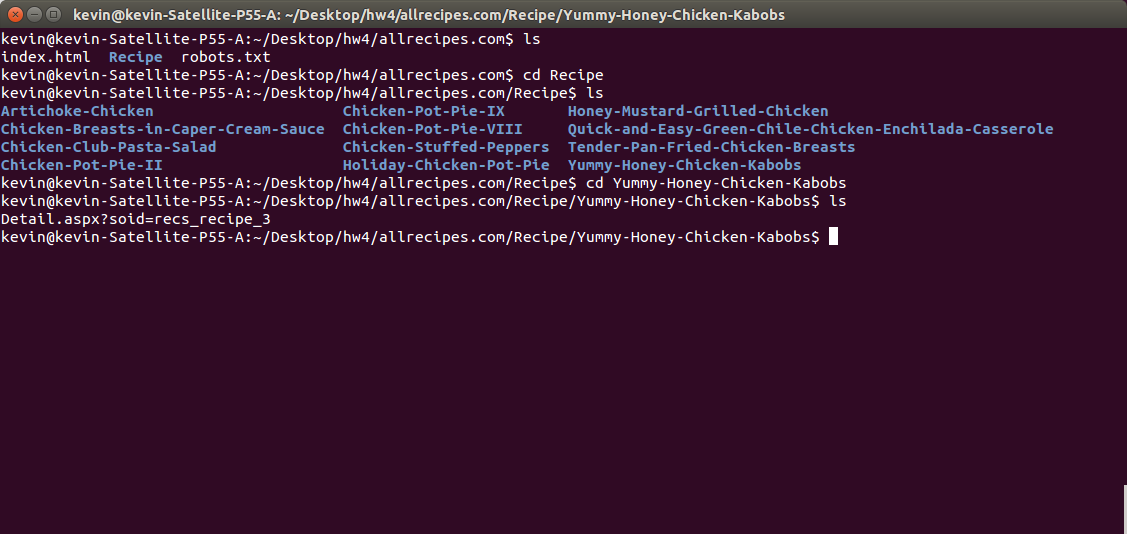 kevin@kevin-Satellite-P55-A: ~/Desktop/hw4/allrecipes.com/Recipe/Yummy-Honey-Chicken-Kabobs
kevin@kevin-Satellite-P55-A:~/Desktop/hw4/allrecipes.com$ ls
index.html  Recipe  robots.txt
kevin@kevin-Satellite-P55-A:~/Desktop/hw4/allrecipes.com$ cd Recipe
kevin@kevin-Satellite-P55-A:~/Desktop/hw4/allrecipes.com/Recipe$ ls
Artichoke-Chicken                     Chicken-Pot-Pie-IX       Honey-Mustard-Grilled-Chicken
Chicken-Breasts-in-Caper-Cream-Sauce  Chicken-Pot-Pie-VIII     Quick-and-Easy-Green-Chile-Chicken-Enchilada-Casserole
Chicken-Club-Pasta-Salad              Chicken-Stuffed-Peppers  Tender-Pan-Fried-Chicken-Breasts
Chicken-Pot-Pie-II                    Holiday-Chicken-Pot-Pie  Yummy-Honey-Chicken-Kabobs
kevin@kevin-Satellite-P55-A:~/Desktop/hw4/allrecipes.com/Recipe$ cd Yummy-Honey-Chicken-Kabobs
kevin@kevin-Satellite-P55-A:~/Desktop/hw4/allrecipes.com/Recipe/Yummy-Honey-Chicken-Kabobs$ ls
Detail.aspx?soid=recs_recipe_3
kevin@kevin-Satellite-P55-A:~/Desktop/hw4/allrecipes.com/Recipe/Yummy-Honey-Chicken-Kabobs$